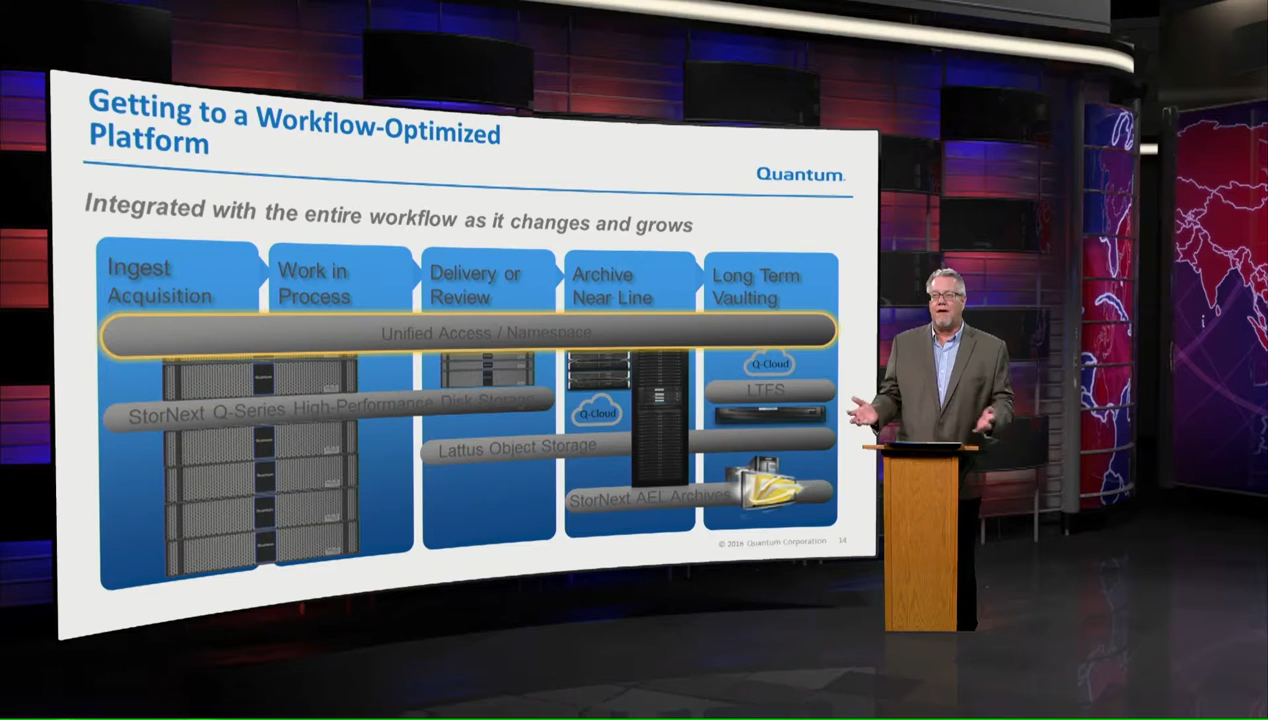 Getting to a Workflow-Optimized
Platform
Quantum
Integrated with the entire workflow as it changes and grows
Ingest
Acquisition
Work in
Process
Delivery or
Review
Archive
Near Line
Long Term
Vaulting
Unified Access / Namespace
Q-Cloud
LTFS
StorNext Q-Series High-Performance Disk Storage
Q-Cloud
Lattus Object Storage
StorNext AEL Archives
© 2016 Quantum Corporation 14